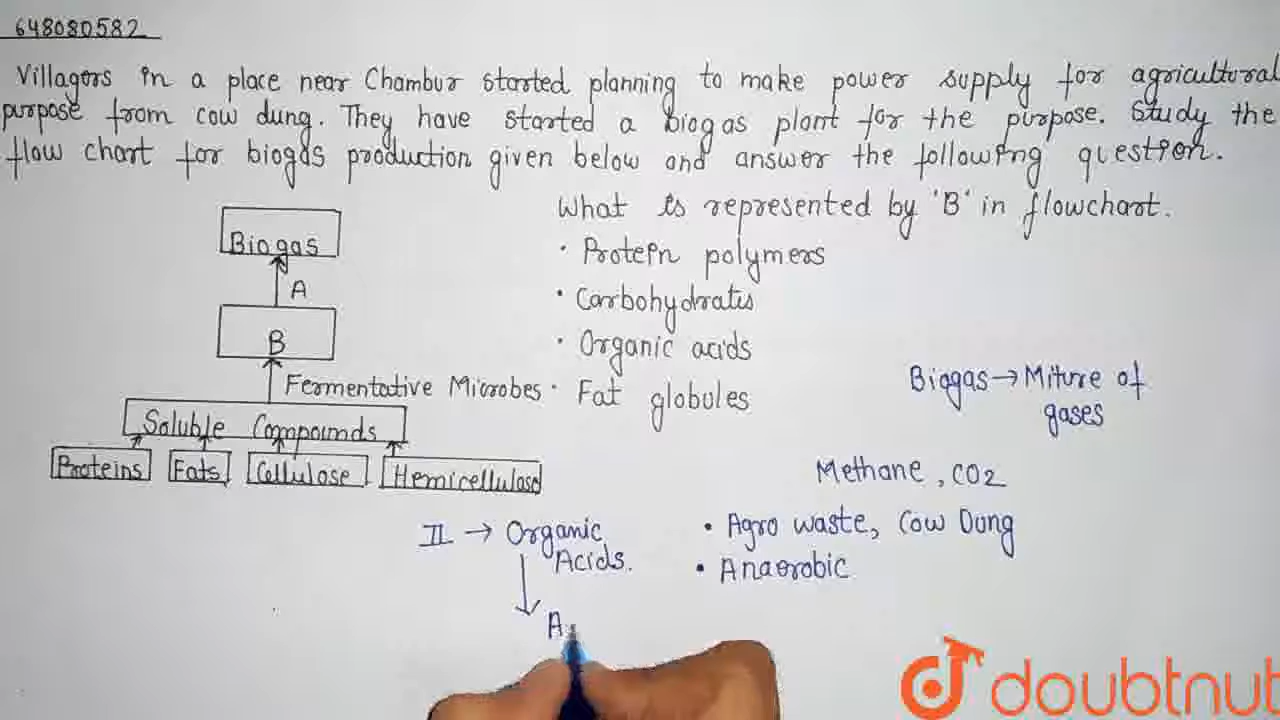 648080582
Villagers in a place near Chambur started planning to make power supply for agricultural
purpose from cow dung. They have started a biogas plant for the purpose. Study the
flow chart for biogas production given below and answer the following question.
What is represented by 'B' in flowchart.
• Protein polymers
• Carbohydrates
• Organic acids
• Fat globules
Biogas
A
B
Fermentative Microbes
Soluble Compounds
Proteins Fats Cellulose Hemicellulose
Biogas → Miture of
gases
Methane, CO2
• Agro waste, Cow Dung
• Anaerobic
II → Organic
Acids.
A
doubtnut